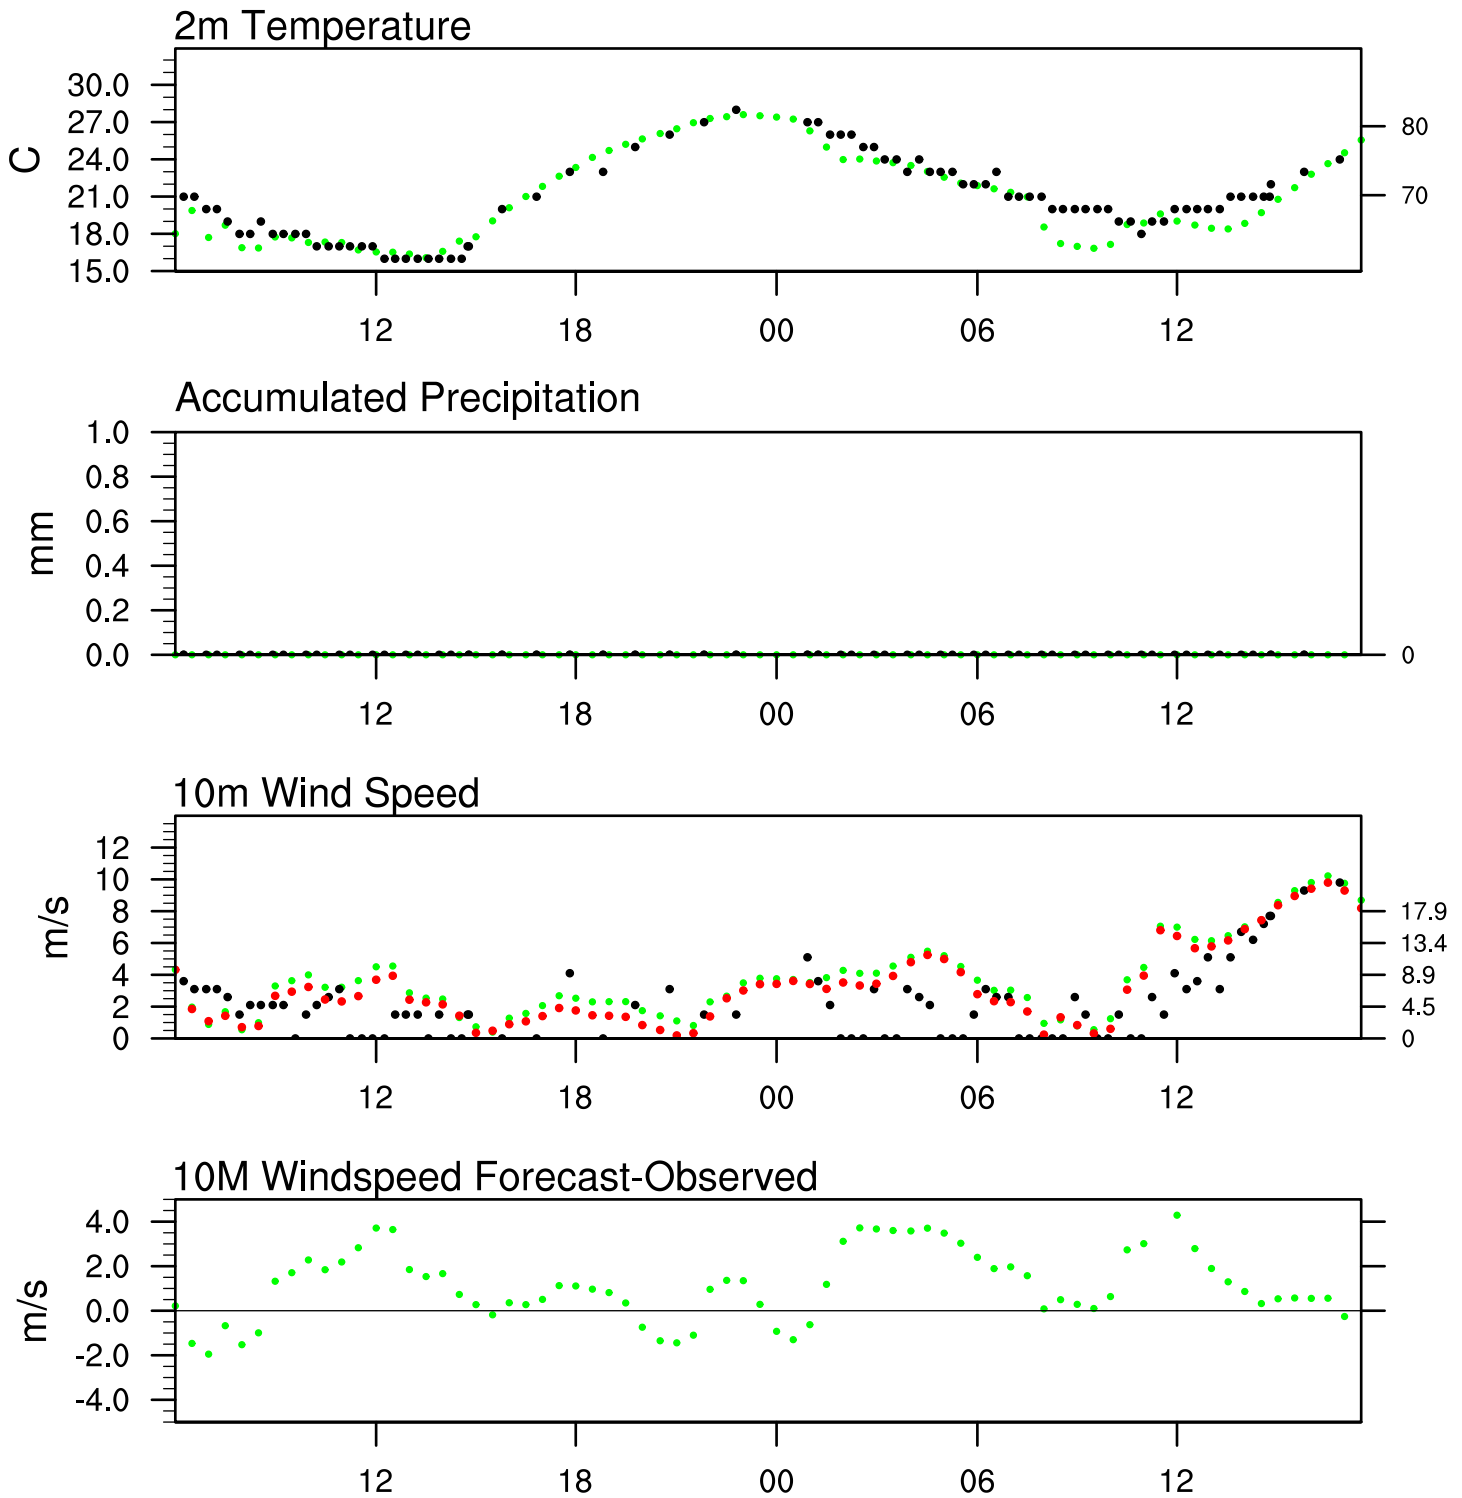 2m Temperature
30.0
27.0
24.0
21.0
18.0
15.0
C
80
70
12 18 00 06 12
Accumulated Precipitation
1.0
0.8
0.6
0.4
0.2
0.0
mm
0
12 18 00 06 12
10m Wind Speed
12
10
8
6
4
2
0
m/s
17.9
13.4
8.9
4.5
0
12 18 00 06 12
10M Windspeed Forecast-Observed
4.0
2.0
0.0
-2.0
-4.0
m/s
12 18 00 06 12